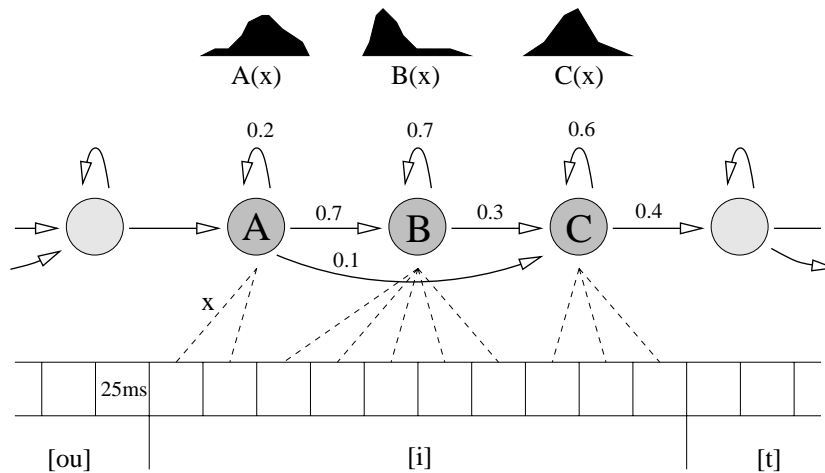 A(x) B(x) C(x)
0.2 0.7 0.6
A 0.7 B 0.3 C 0.4
0.1
x
25ms
[ou] [i] [t]